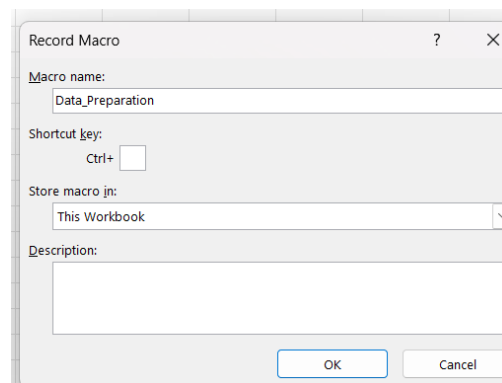 Record Macro ? X
Macro name:
Data_Preparation
Shortcut key:
Ctrl+
Store macro in:
This Workbook
Description:
OK Cancel